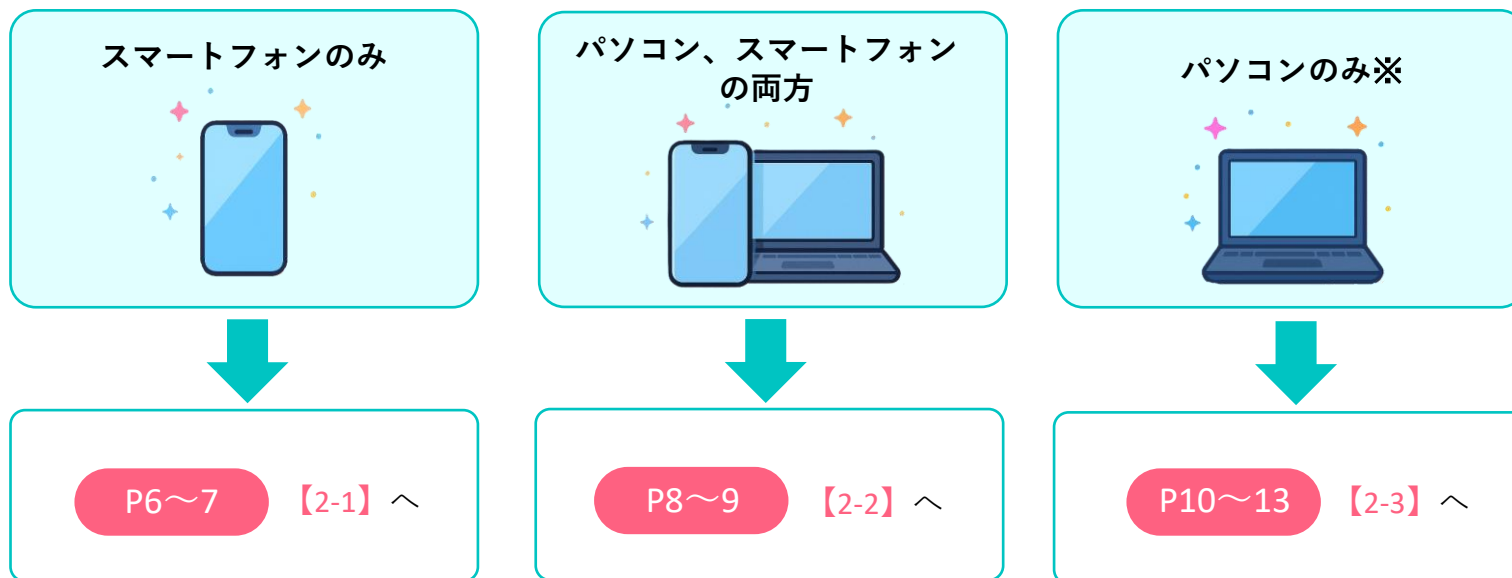 スマートフォンのみ
パソコン、スマートフォン
の両方
パソコンのみ※
P6～7 【2-1】へ
P8～9 【2-2】へ
P10～13 【2-3】へ